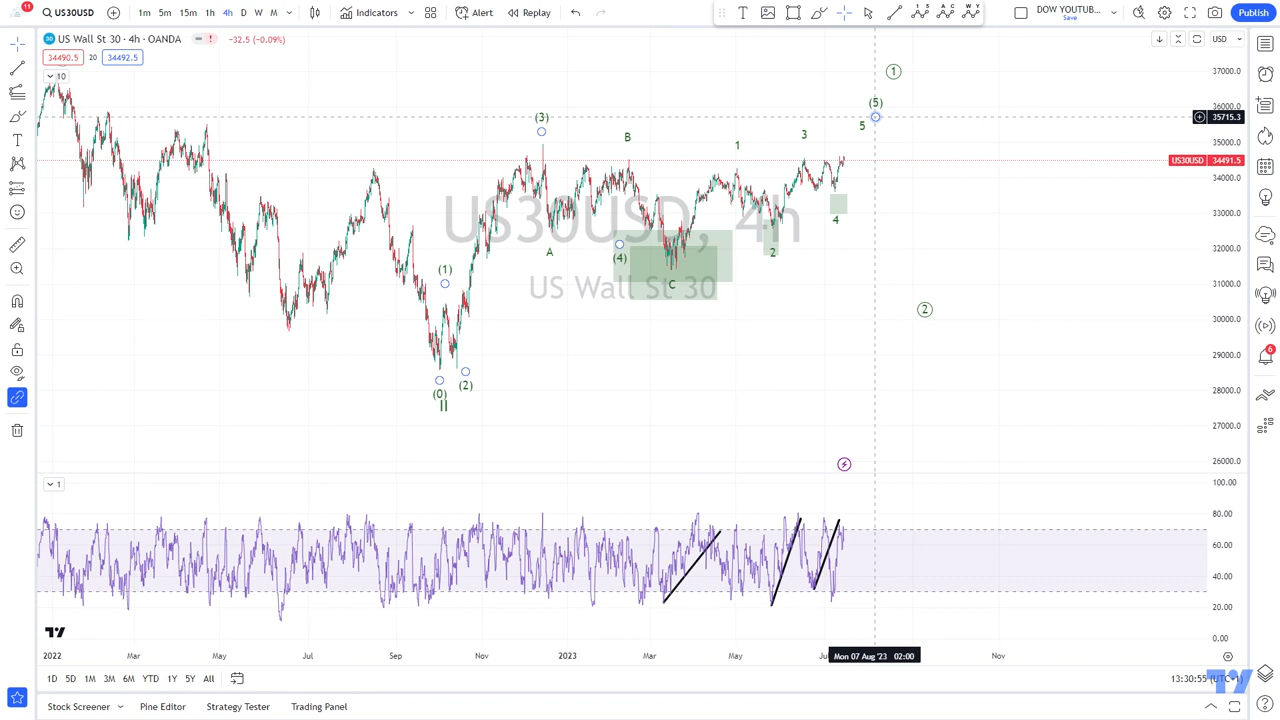 11
US30USD
1m 5m 15m 1h 4h D W M
Indicators
Alert
Replay
DOW YOUTUB...
Save
Publish
US Wall St 30 · 4h · OANDA
-32.5 (-0.09%)
34490.5 20 34492.5
10
USD
US30USD, 4h
US Wall St 30
37000.0
36000.0
35715.3
35000.0
US30USD 34491.5
34000.0
33000.0
32000.0
31000.0
30000.0
29000.0
28000.0
27000.0
26000.0
1
(5)
5
(3)
B
1
3
4
A
(4)
C
2
(1)
2
(2)
(0)
II
1
100.00
80.00
60.00
40.00
20.00
0.00
6
2022 Mar May Jul Sep Nov 2023 Mar May Mon 07 Aug '23 02:00 Nov
1D 5D 1M 3M 6M YTD 1Y 5Y All
13:30:55 (UTC+1)
Stock Screener Pine Editor Strategy Tester Trading Panel